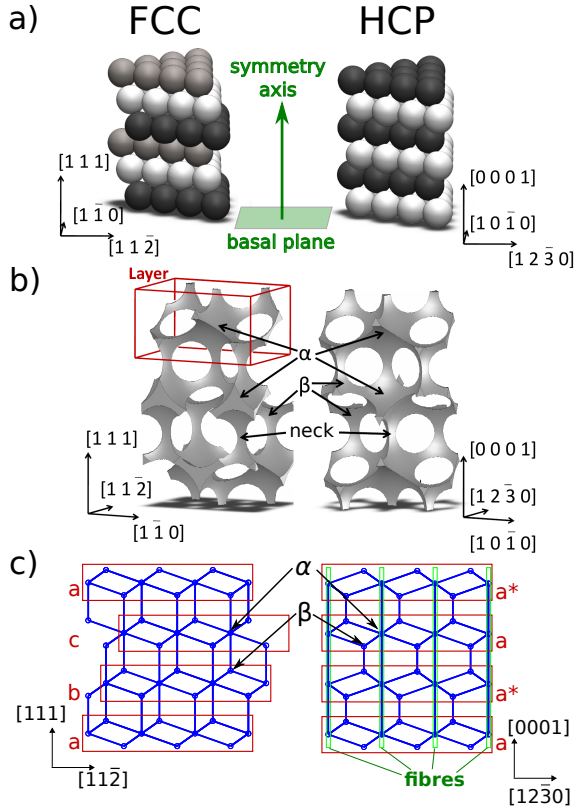 a)
FCC
HCP
symmetry
axis
[1 1 1]
[1 1̅ 0]
[1 1 2̅]
basal plane
[0 0 0 1]
[1 0 1̅ 0]
[1 2 3̅ 0]
b)
Layer
α
β
neck
[1 1 1]
[1 1 2̅]
[1 1̅ 0]
[0 0 0 1]
[1 2 3̅ 0]
[1 0 1̅ 0]
c)
α
β
a
c
b
a
a*
a
a*
a
[111]
[112̅]
fibres
[0001]
[123̅0]